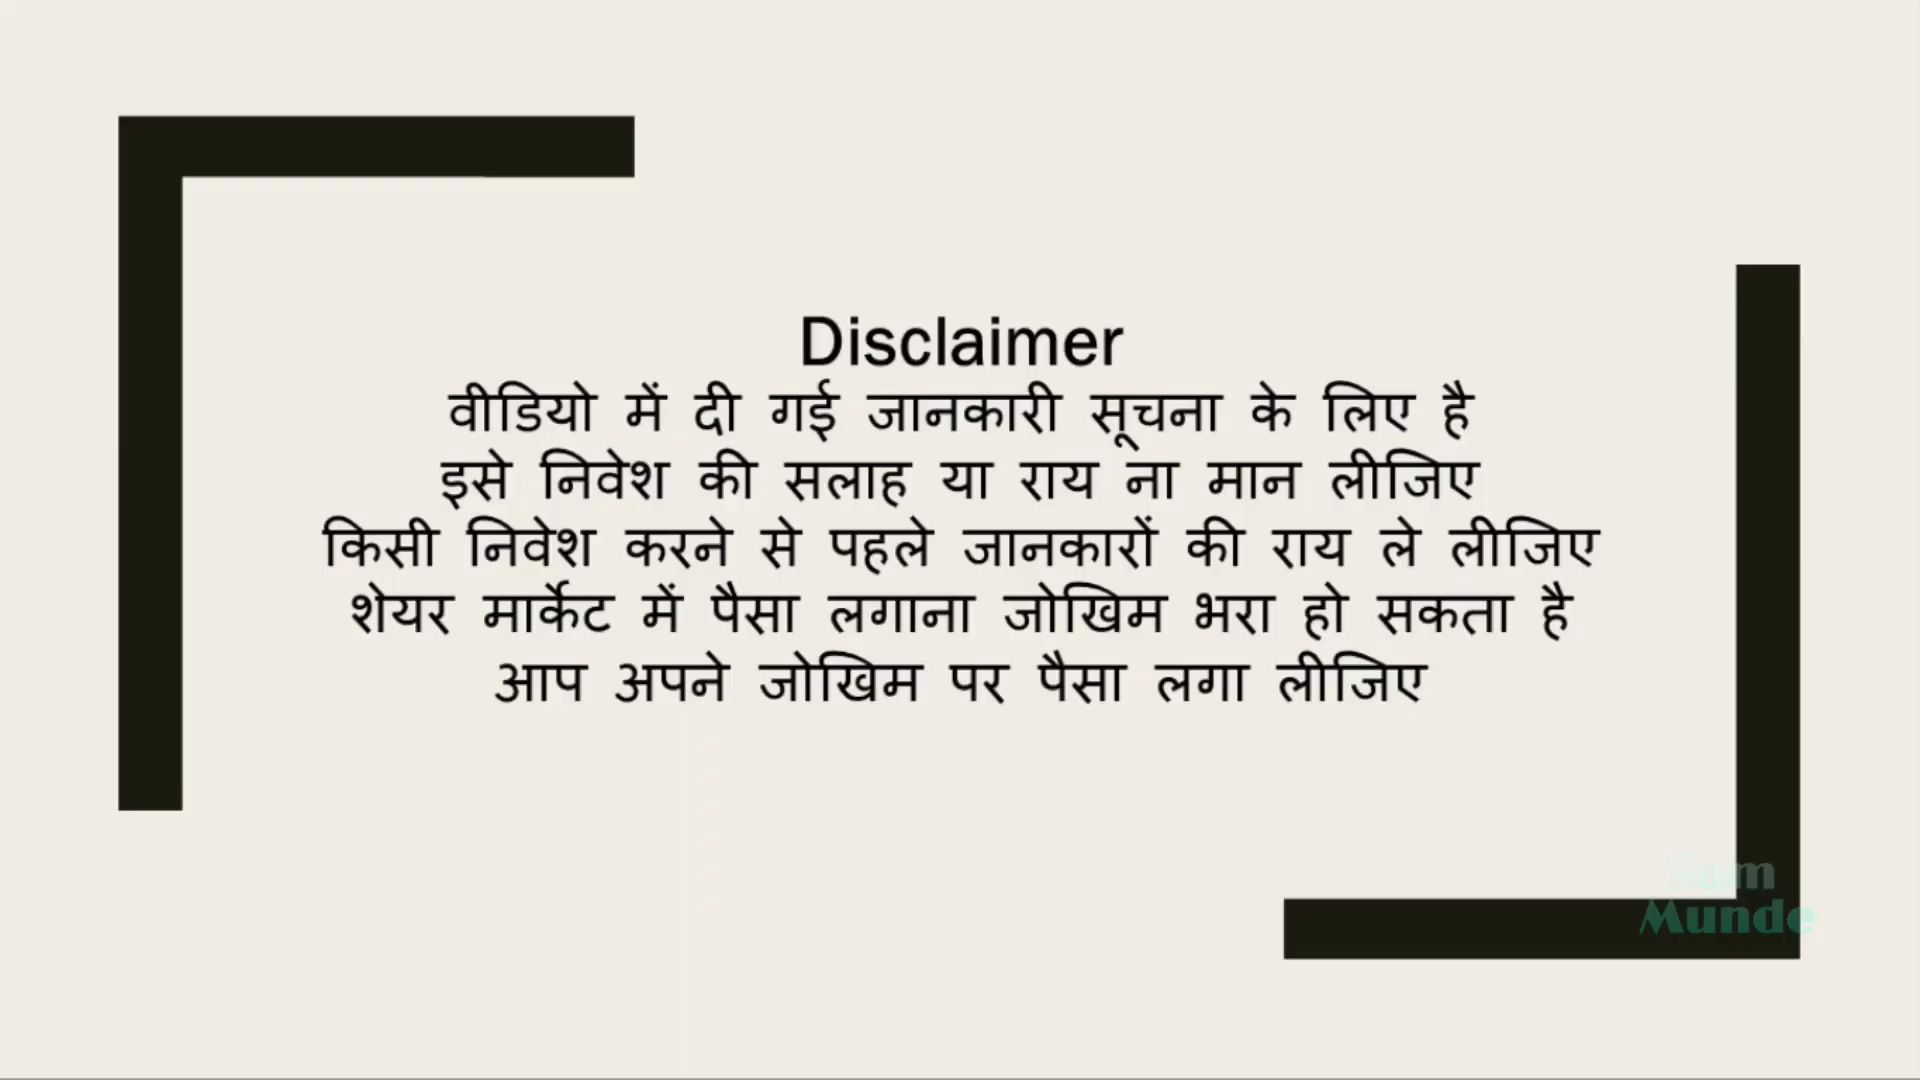 Disclaimer
वीडियो में दी गई जानकारी सूचना के लिए है
इसे निवेश की सलाह या राय ना मान लीजिए
किसी निवेश करने से पहले जानकारों की राय ले लीजिए
शेयर मार्केट में पैसा लगाना जोखिम भरा हो सकता है
आप अपने जोखिम पर पैसा लगा लीजिए
Munde